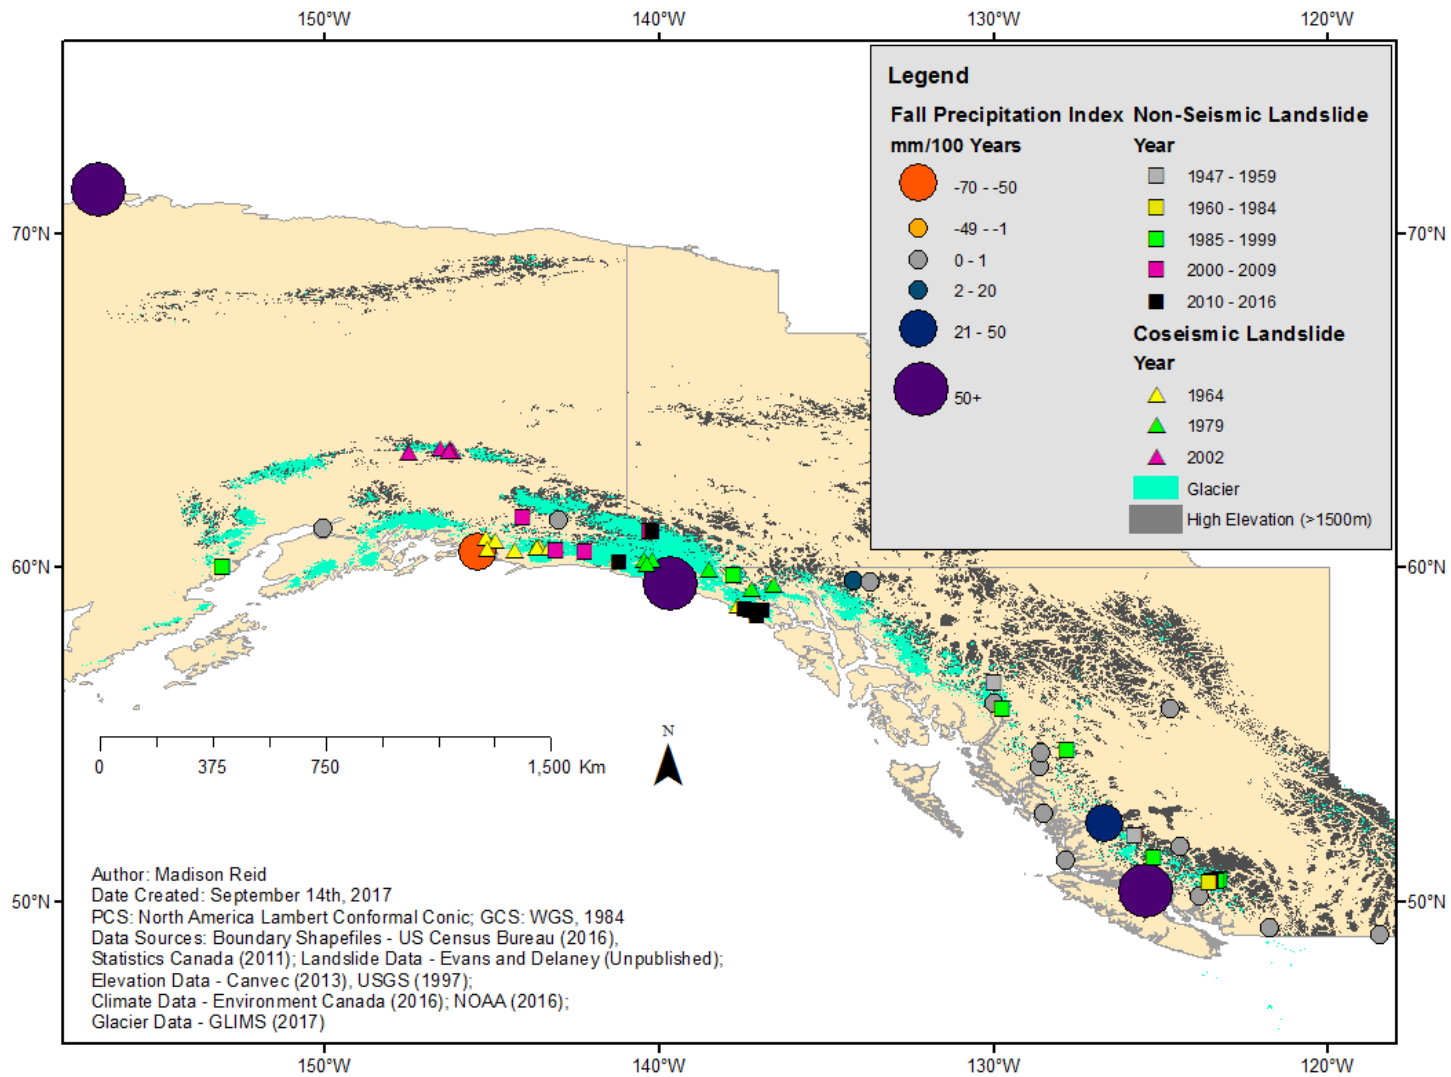 150°W 140°W 130°W 120°W
Legend
Fall Precipitation Index
mm/100 Years
-70 - -50
-49 - -1
0 - 1
2 - 20
21 - 50
50+
Non-Seismic Landslide
Year
1947 - 1959
1960 - 1984
1985 - 1999
2000 - 2009
2010 - 2016
Coseismic Landslide
Year
1964
1979
2002
Glacier
High Elevation (>1500m)
70°N 70°N
60°N 60°N
50°N 50°N
N
0 375 750 1,500 Km
Author: Madison Reid
Date Created: September 14th, 2017
PCS: North America Lambert Conformal Conic; GCS: WGS, 1984
Data Sources: Boundary Shapefiles - US Census Bureau (2016),
Statistics Canada (2011); Landslide Data - Evans and Delaney (Unpublished);
Elevation Data - Canvec (2013), USGS (1997);
Climate Data - Environment Canada (2016); NOAA (2016);
Glacier Data - GLIMS (2017)
150°W 140°W 130°W 120°W